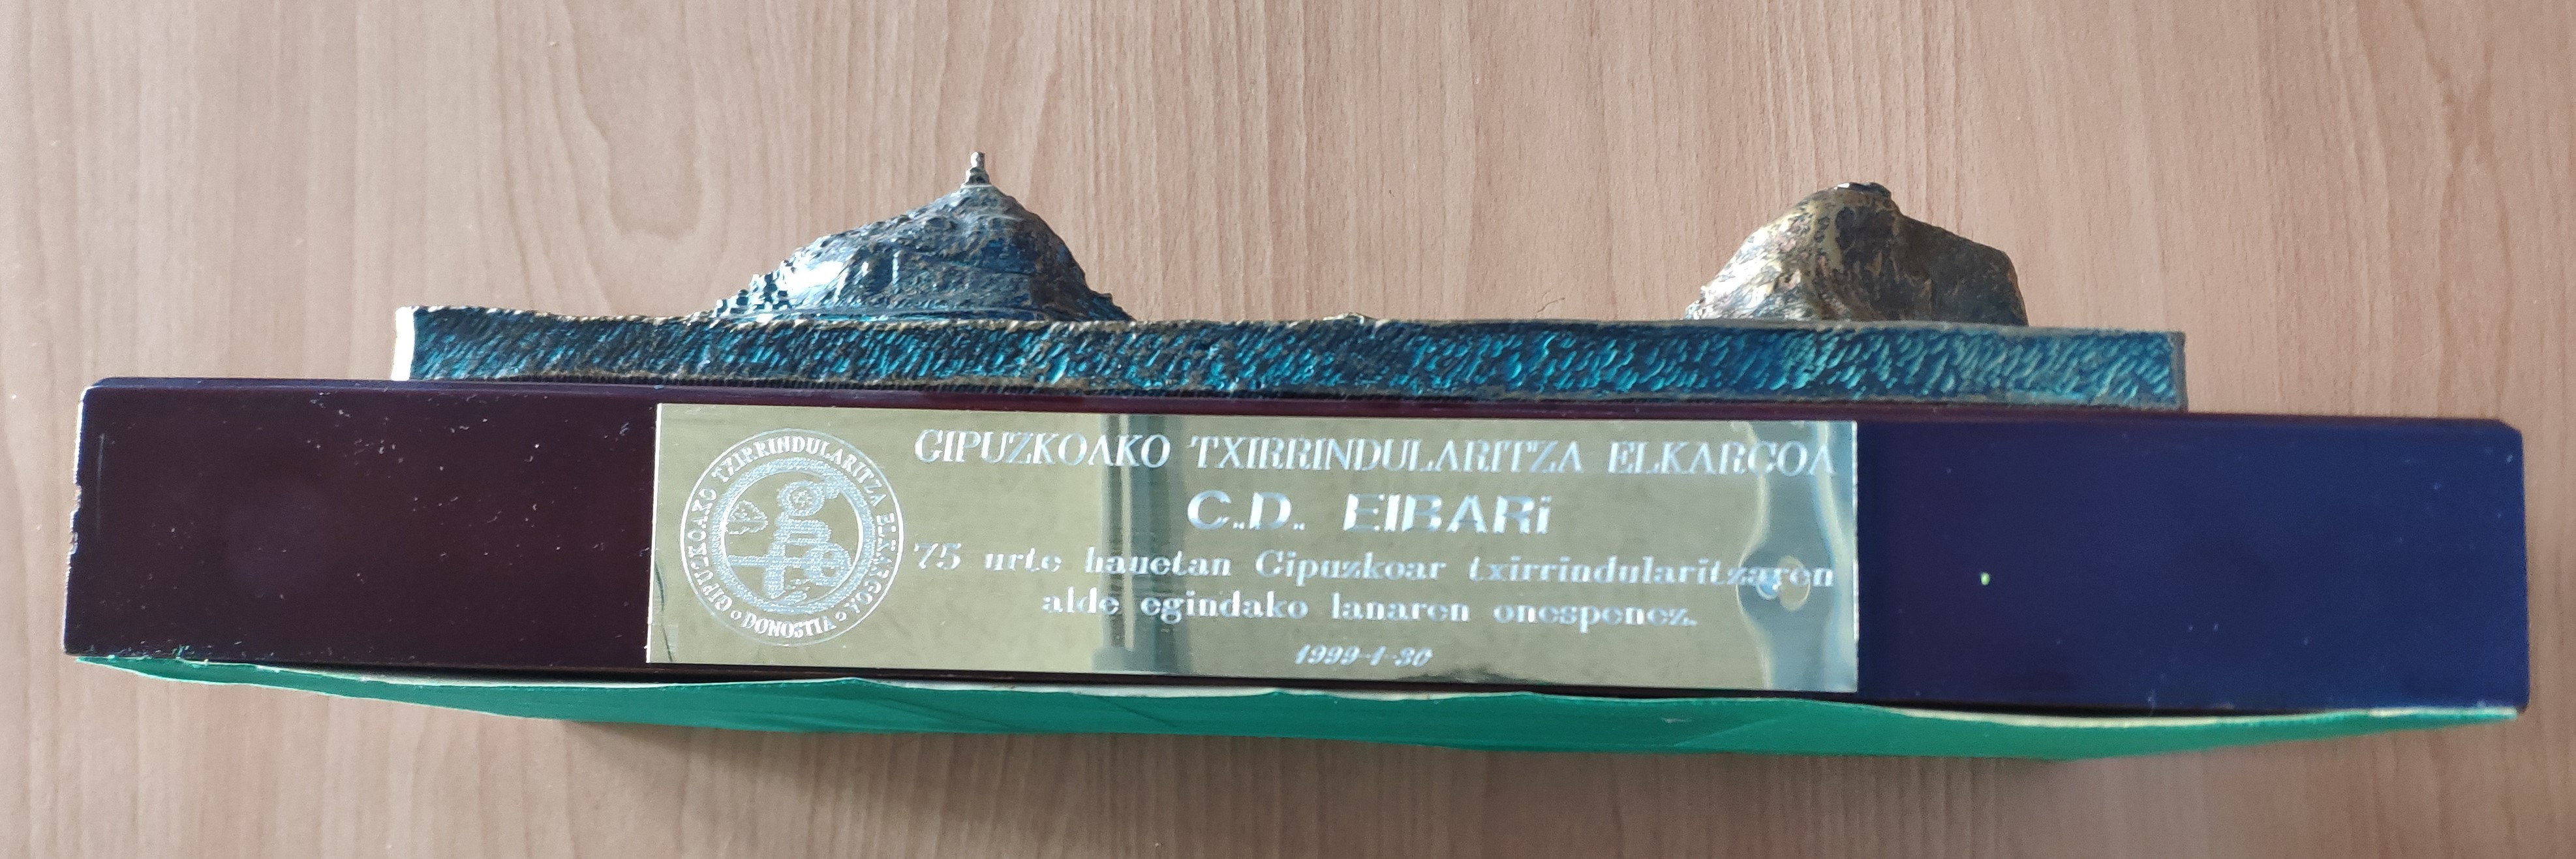 GIPUZKOAKO TXIRRINDULARITZA ELKARGOA
C.D. EIBARi
75 urte hauetan Gipuzkoar txirrindularitzaren
alde egindako lanaren onespenez.
1999-1-30
GIPUZKOAKO TXIRRINDULARITZA ELKARGOA
DONOSTIA